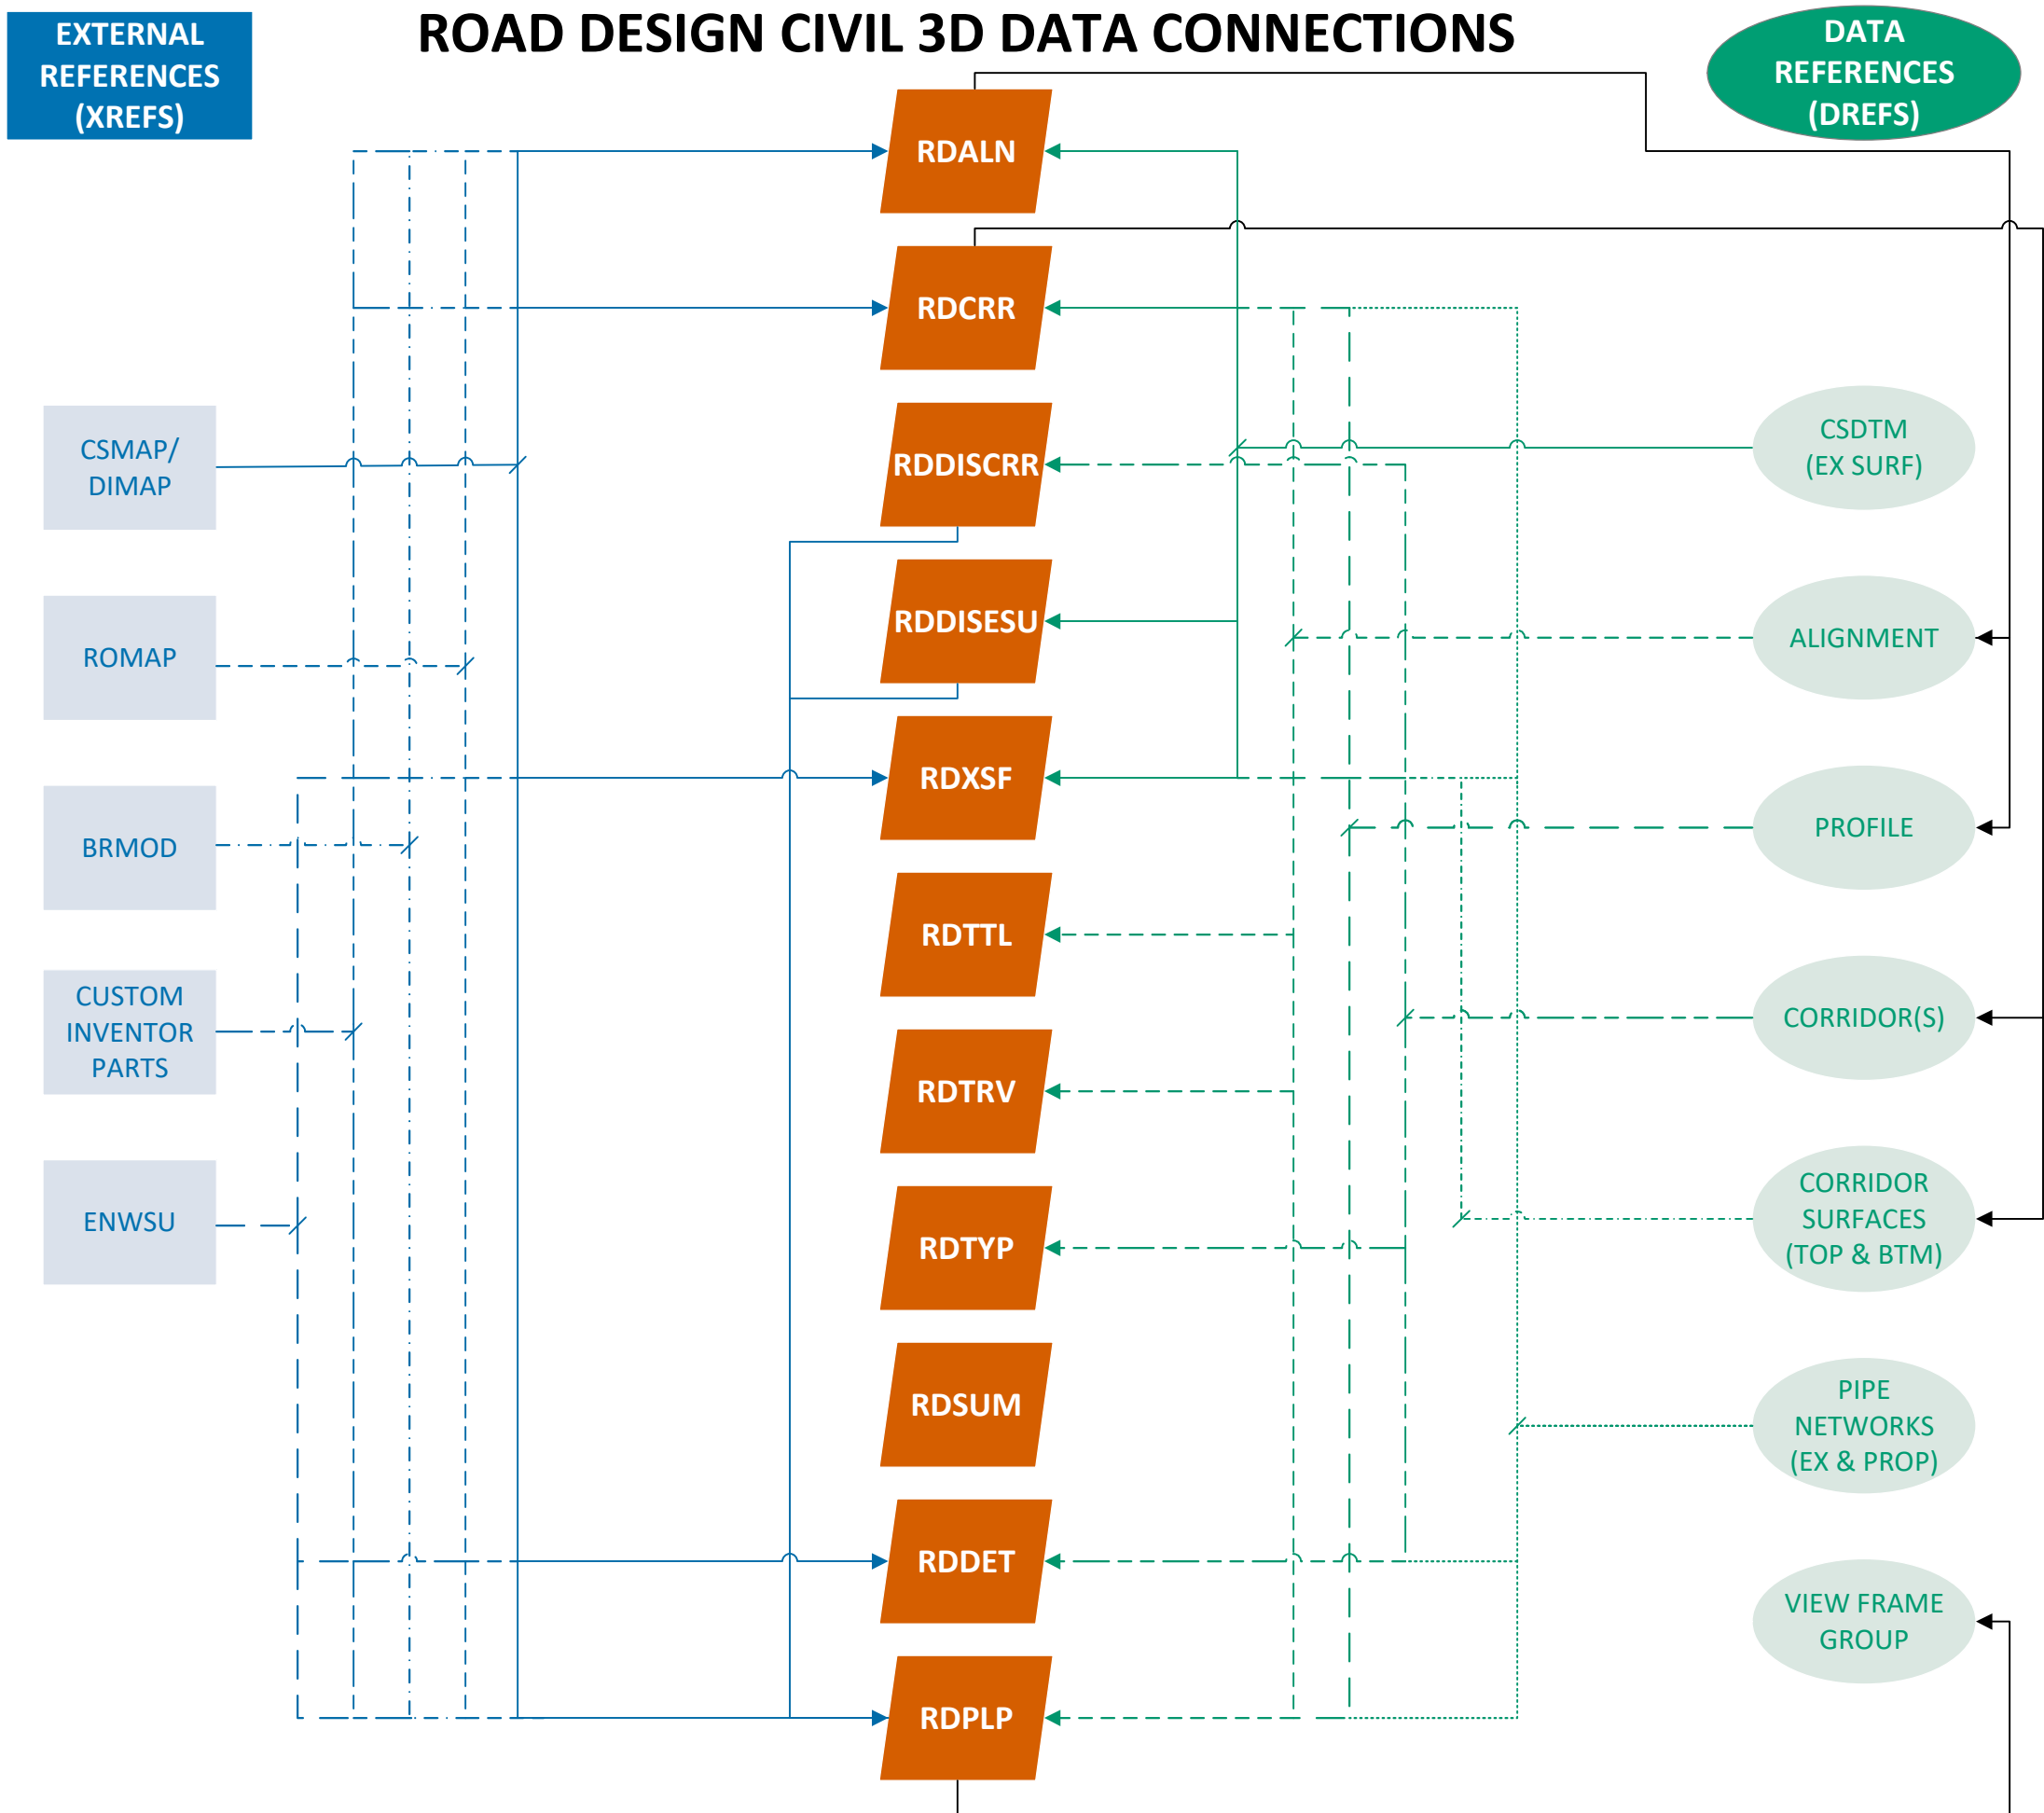 ROAD DESIGN CIVIL 3D DATA CONNECTIONS
EXTERNAL
REFERENCES
(XREFS)
DATA
REFERENCES
(DREFS)
CSMAP/
DIMAP
ROMAP
BRMOD
CUSTOM
INVENTOR
PARTS
ENWSU
RDALN
RDCRR
RDDISCRR
RDDISESU
RDXSF
RDTTL
RDTRV
RDTYP
RDSUM
RDDET
RDPLP
CSDTM
(EX SURF)
ALIGNMENT
PROFILE
CORRIDOR(S)
CORRIDOR
SURFACES
(TOP & BTM)
PIPE
NETWORKS
(EX & PROP)
VIEW FRAME
GROUP